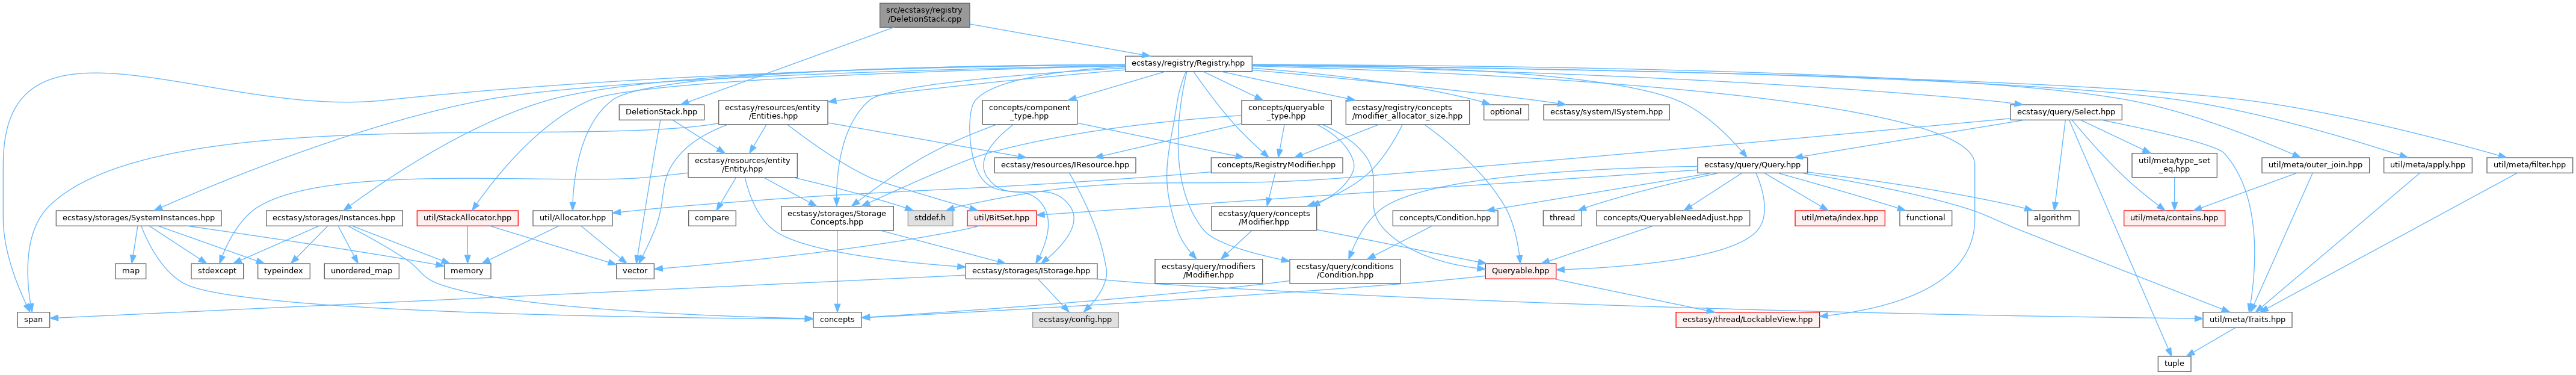 src/ecstasy/registry
/DeletionStack.cpp
ecstasy/registry/Registry.hpp
DeletionStack.hpp
ecstasy/resources/entity
/Entities.hpp
concepts/component
_type.hpp
concepts/queryable
_type.hpp
ecstasy/registry/concepts
/modifier_allocator_size.hpp
optional
ecstasy/system/ISystem.hpp
ecstasy/query/Select.hpp
ecstasy/resources/entity
/Entity.hpp
ecstasy/resources/IResource.hpp
concepts/RegistryModifier.hpp
ecstasy/query/Query.hpp
util/meta/type_set
_eq.hpp
util/meta/outer_join.hpp
util/meta/apply.hpp
util/meta/filter.hpp
ecstasy/storages/SystemInstances.hpp
ecstasy/storages/Instances.hpp
util/StackAllocator.hpp
util/Allocator.hpp
compare
ecstasy/storages/Storage
Concepts.hpp
stddef.h
util/BitSet.hpp
ecstasy/query/concepts
/Modifier.hpp
concepts/Condition.hpp
thread
concepts/QueryableNeedAdjust.hpp
util/meta/index.hpp
functional
algorithm
util/meta/contains.hpp
map
stdexcept
typeindex
unordered_map
memory
vector
ecstasy/storages/IStorage.hpp
ecstasy/query/modifiers
/Modifier.hpp
ecstasy/query/conditions
/Condition.hpp
Queryable.hpp
span
concepts
ecstasy/config.hpp
ecstasy/thread/LockableView.hpp
util/meta/Traits.hpp
tuple